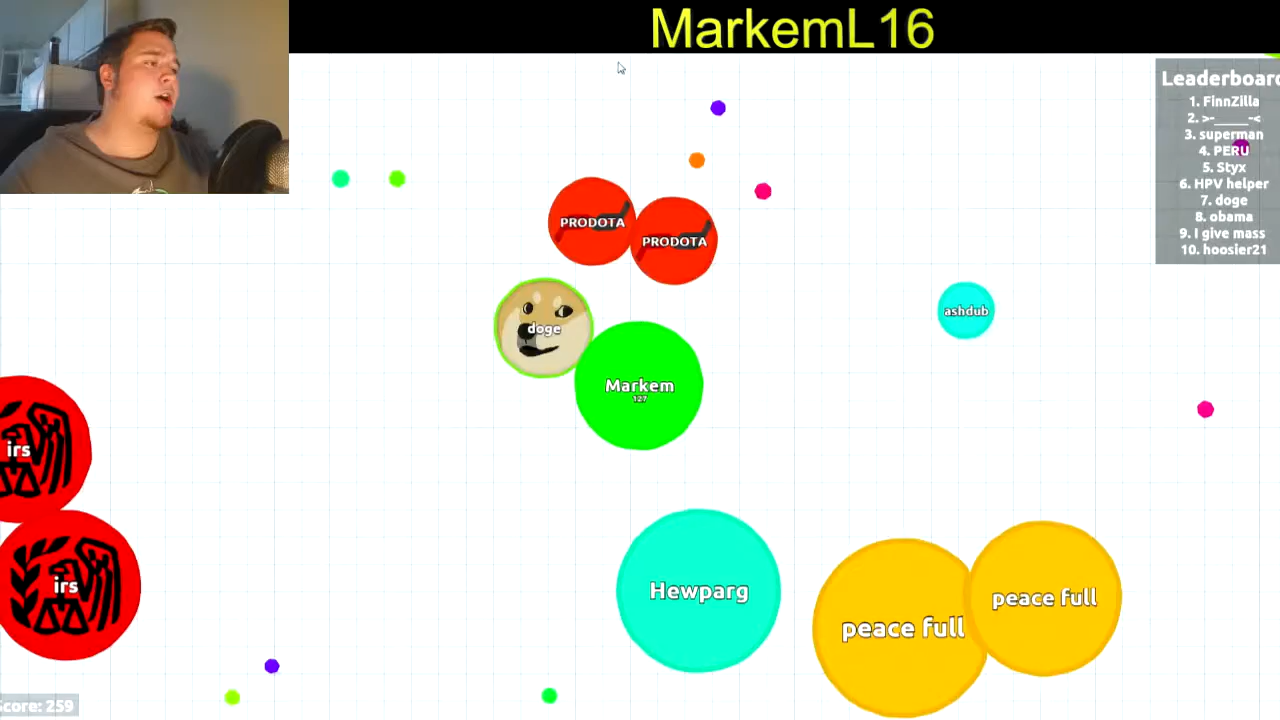 MarkemL16
Leaderboard
1. FinnZilla
2. >-_____-<
3. superman
4. PERU
5. Styx
6. HPV helper
7. doge
8. obama
9. I give mass
10. hoosier21
PRODOTA
PRODOTA
ashdub
doge
Markem
127
irs
irs
Hewparg
peace full
peace full
Score: 259